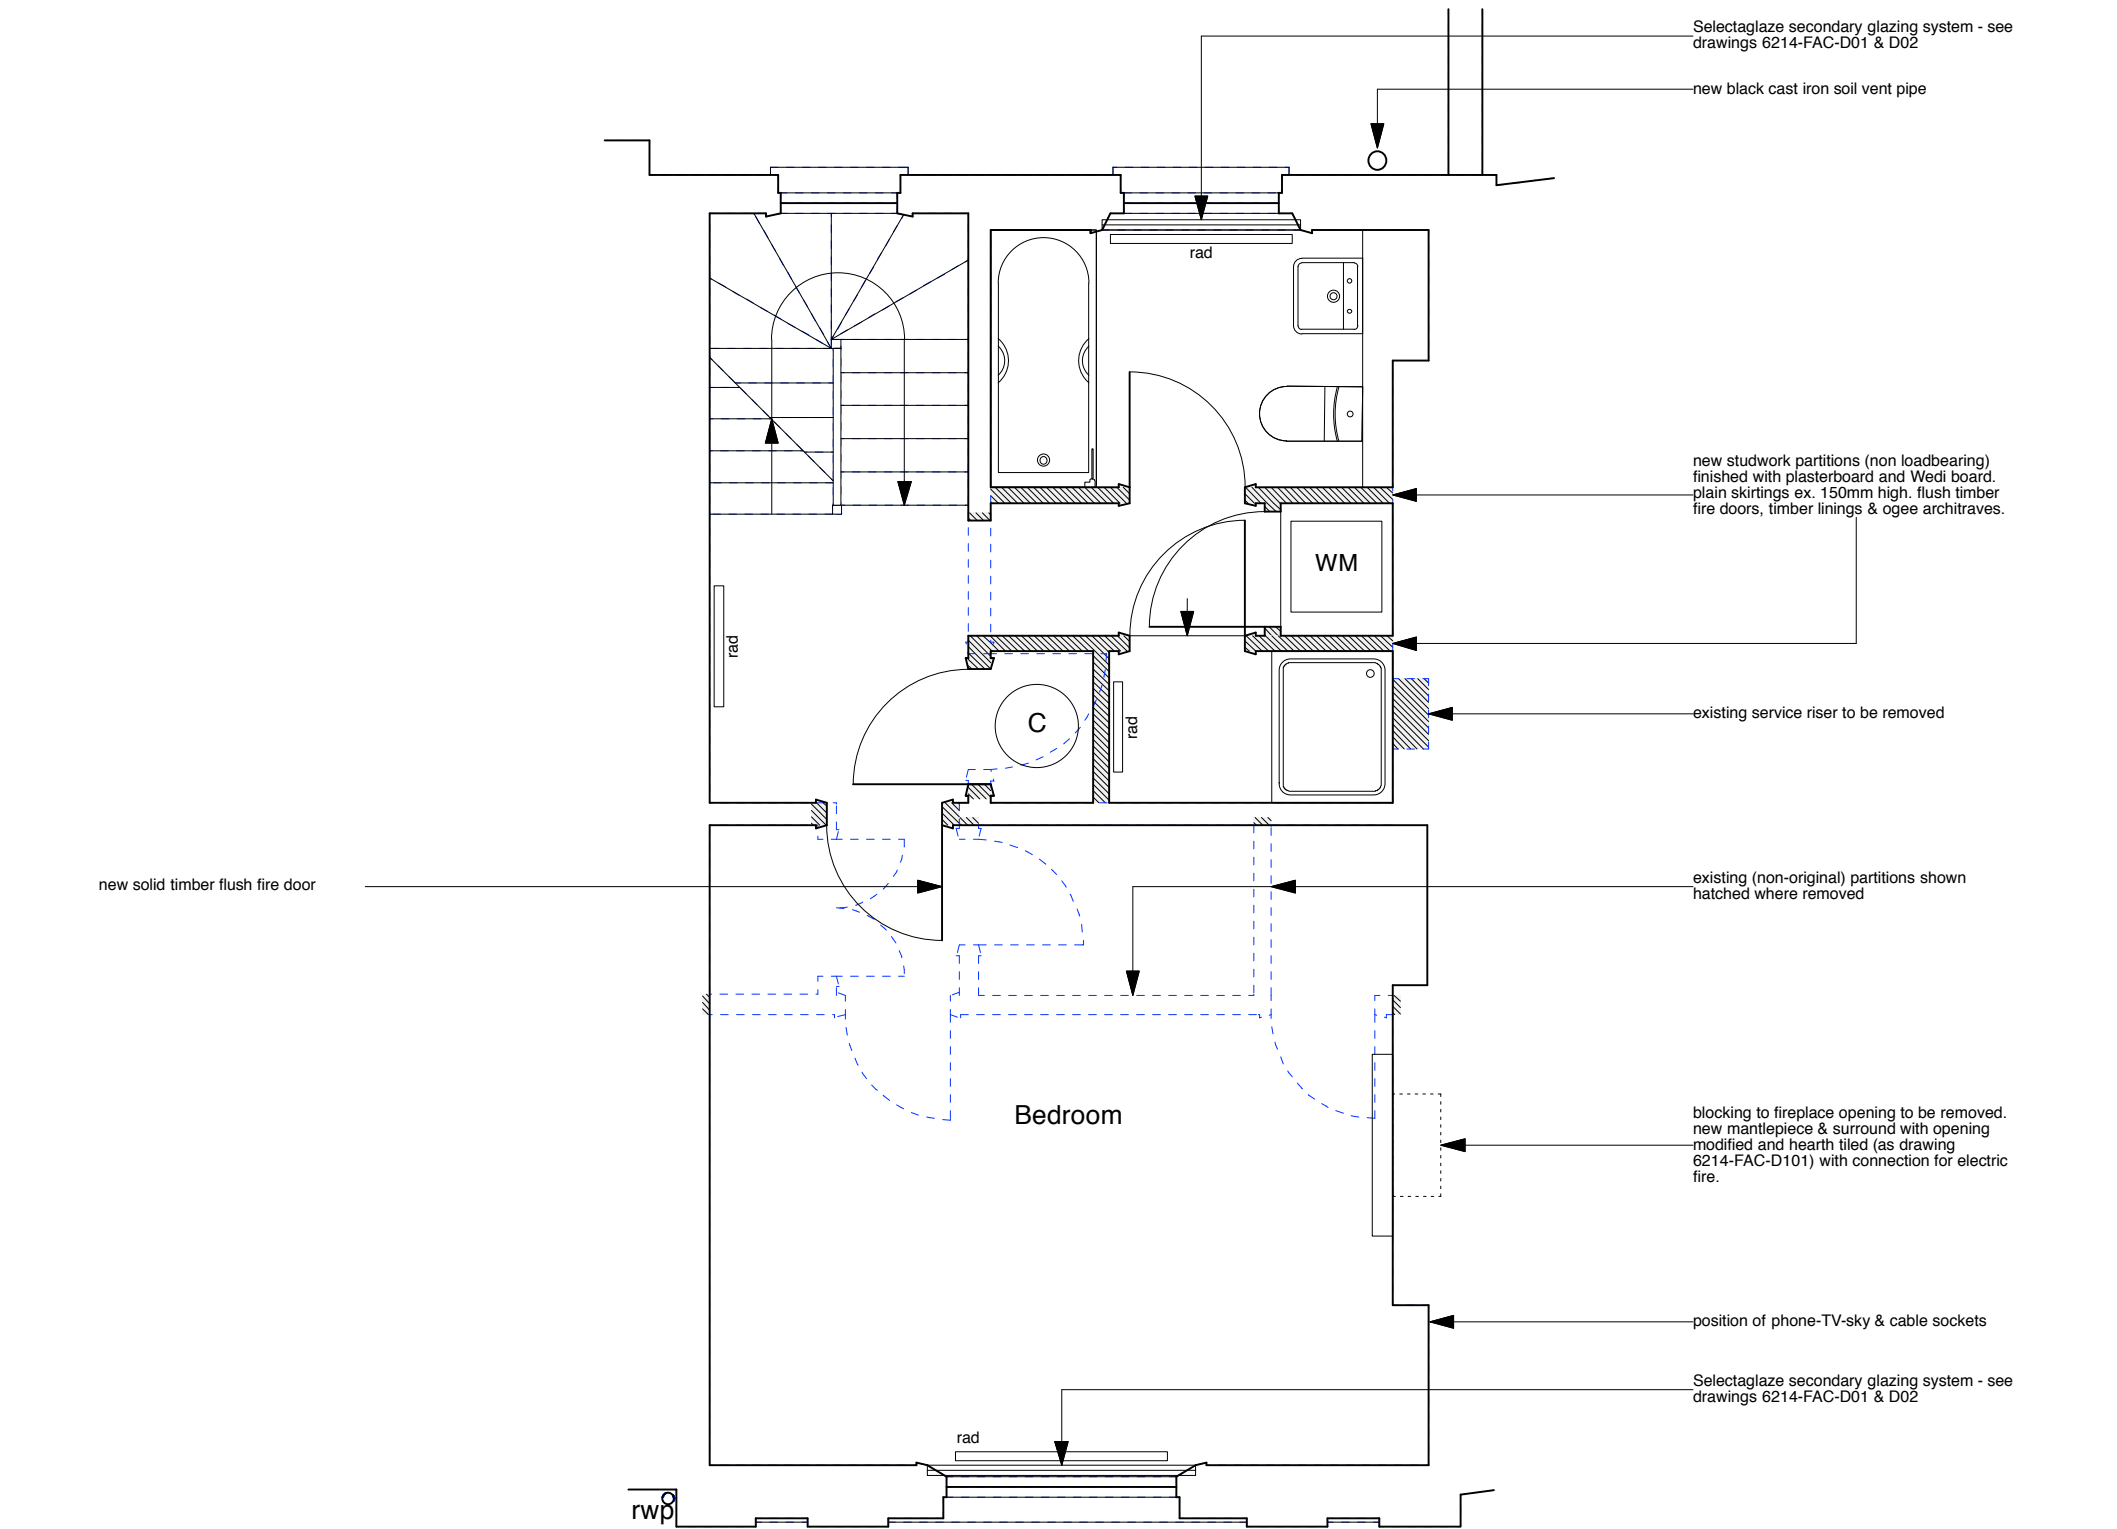 Selectaglaze secondary glazing system - see
drawings 6214-FAC-D01 & D02
new black cast iron soil vent pipe
rad
new studwork partitions (non loadbearing)
finished with plasterboard and Wedi board.
plain skirtings ex. 150mm high. flush timber
fire doors, timber linings & ogee architraves.
WM
rad
C
rad
existing service riser to be removed
new solid timber flush fire door
existing (non-original) partitions shown
hatched where removed
Bedroom
blocking to fireplace opening to be removed.
new mantlepiece & surround with opening
modified and hearth tiled (as drawing
6214-FAC-D101) with connection for electric
fire.
position of phone-TV-sky & cable sockets
Selectaglaze secondary glazing system - see
drawings 6214-FAC-D01 & D02
rad
rwp